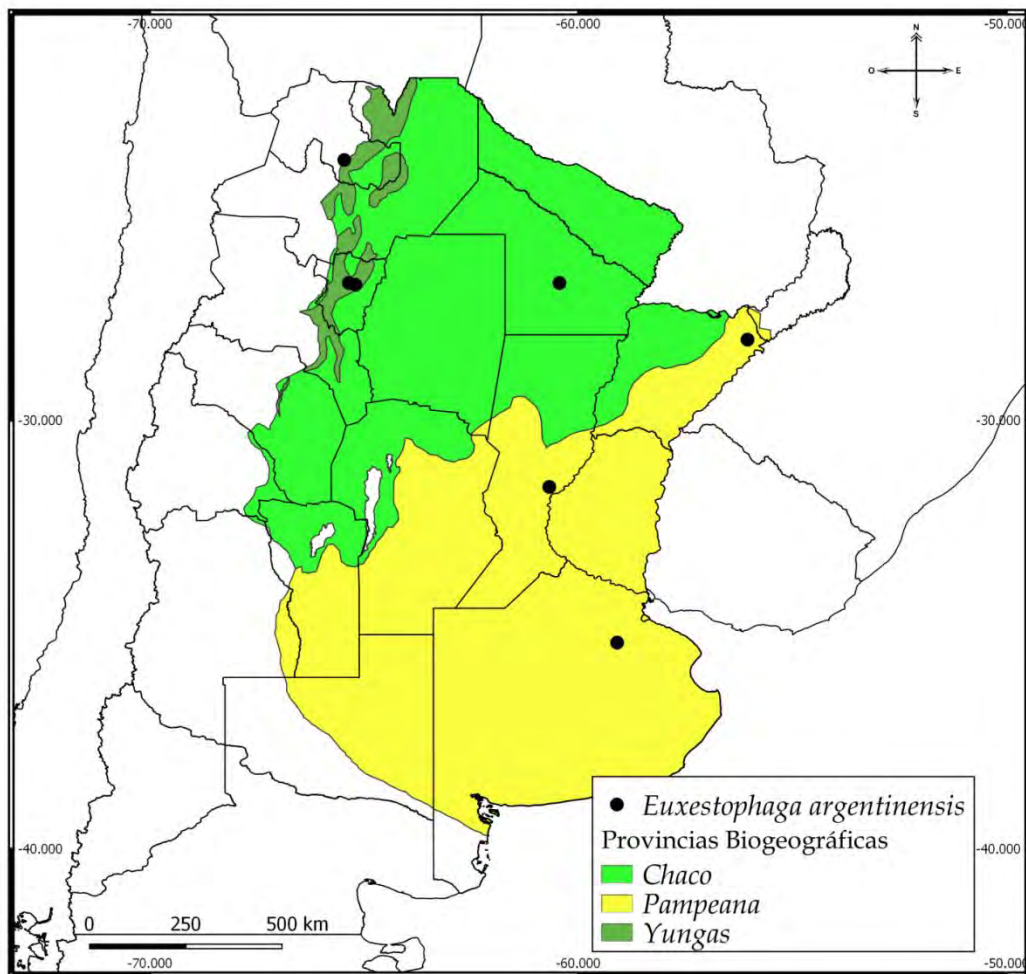 -70.000 -60.000 -50.000
N
O E
S
-30.000 -30.000
Euxestophaga argentinensis
Provincias Biogeográficas
-40.000 -40.000
Chaco
Pampeana
Yungas
0 250 500 km
-70.000 -60.000 -50.000